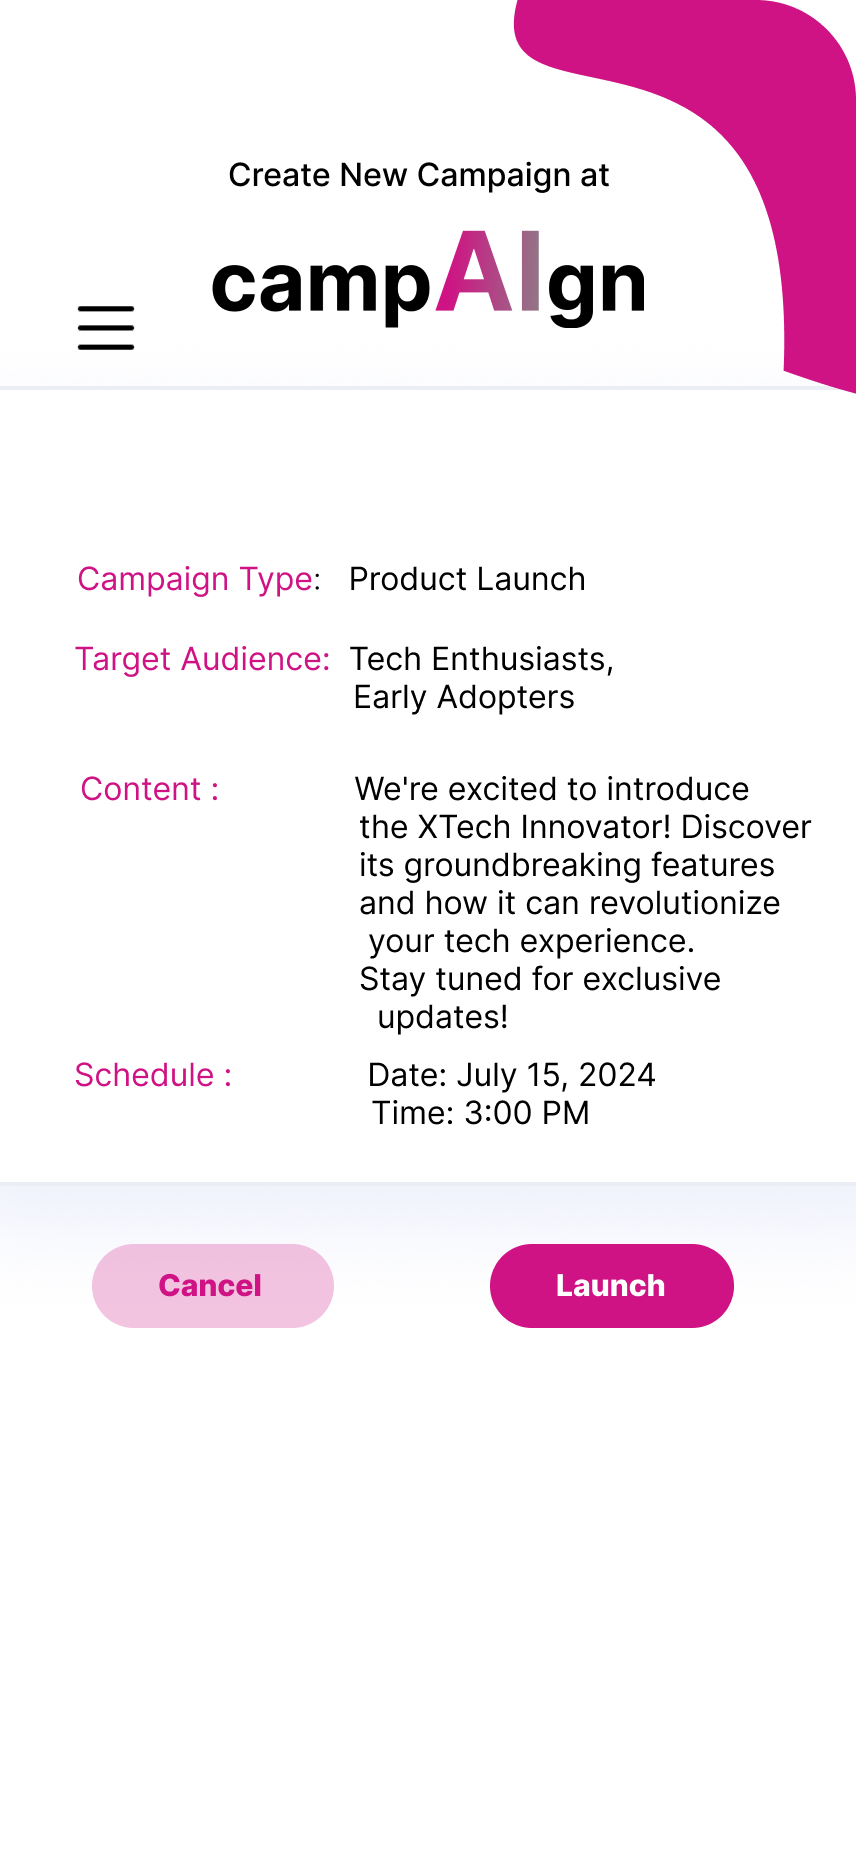 Create New Campaign at
campAIgn
Campaign Type: Product Launch
Target Audience: Tech Enthusiasts,
Early Adopters
Content : We're excited to introduce
the XTech Innovator! Discover
its groundbreaking features
and how it can revolutionize
your tech experience.
Stay tuned for exclusive
updates!
Schedule : Date: July 15, 2024
Time: 3:00 PM
Cancel Launch